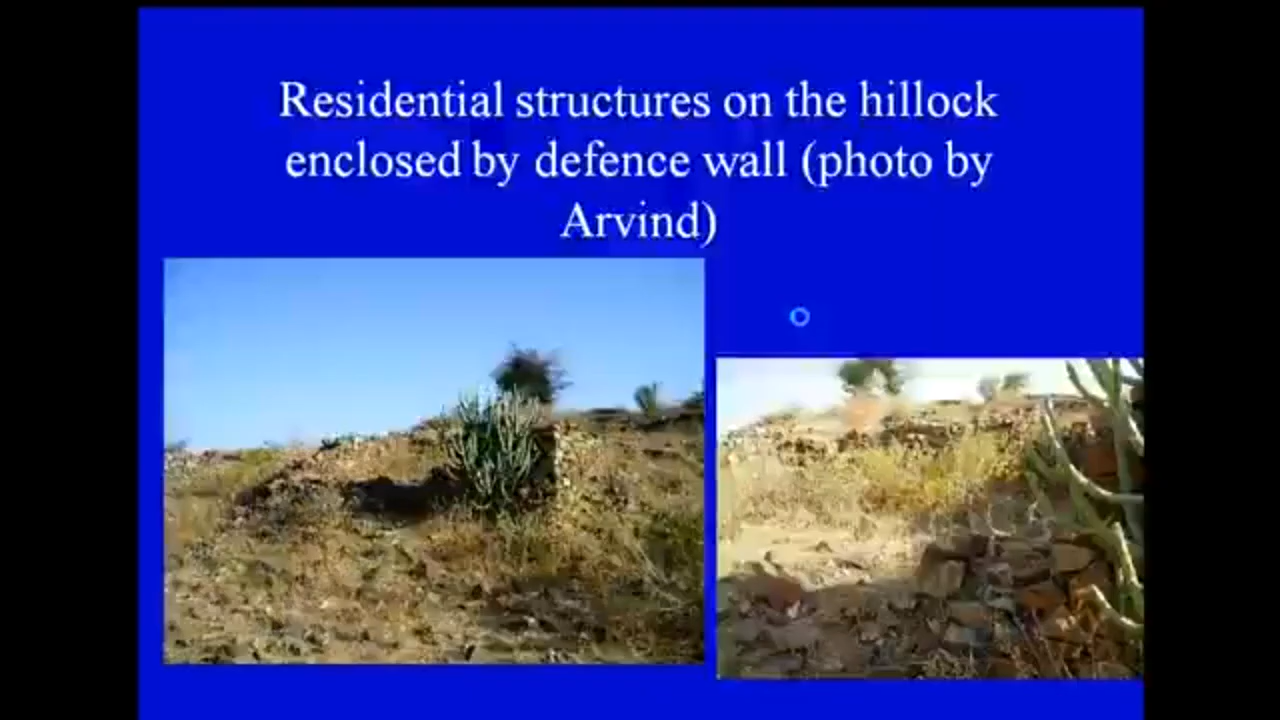 Residential structures on the hillock
enclosed by defence wall (photo by
Arvind)